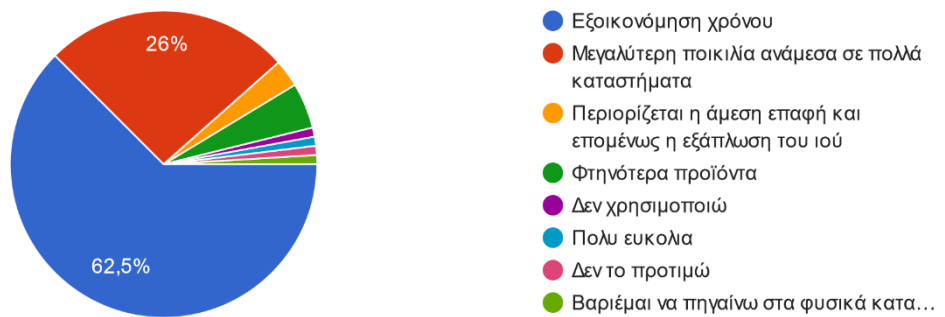 26%
62,5%
Εξοικονόμηση χρόνου
Μεγαλύτερη ποικιλία ανάμεσα σε πολλά
καταστήματα
Περιορίζεται η άμεση επαφή και
επομένως η εξάπλωση του ιού
Φτηνότερα προϊόντα
Δεν χρησιμοποιώ
Πολυ ευκολια
Δεν το προτιμώ
Βαριέμαι να πηγαίνω στα φυσικά κατα…